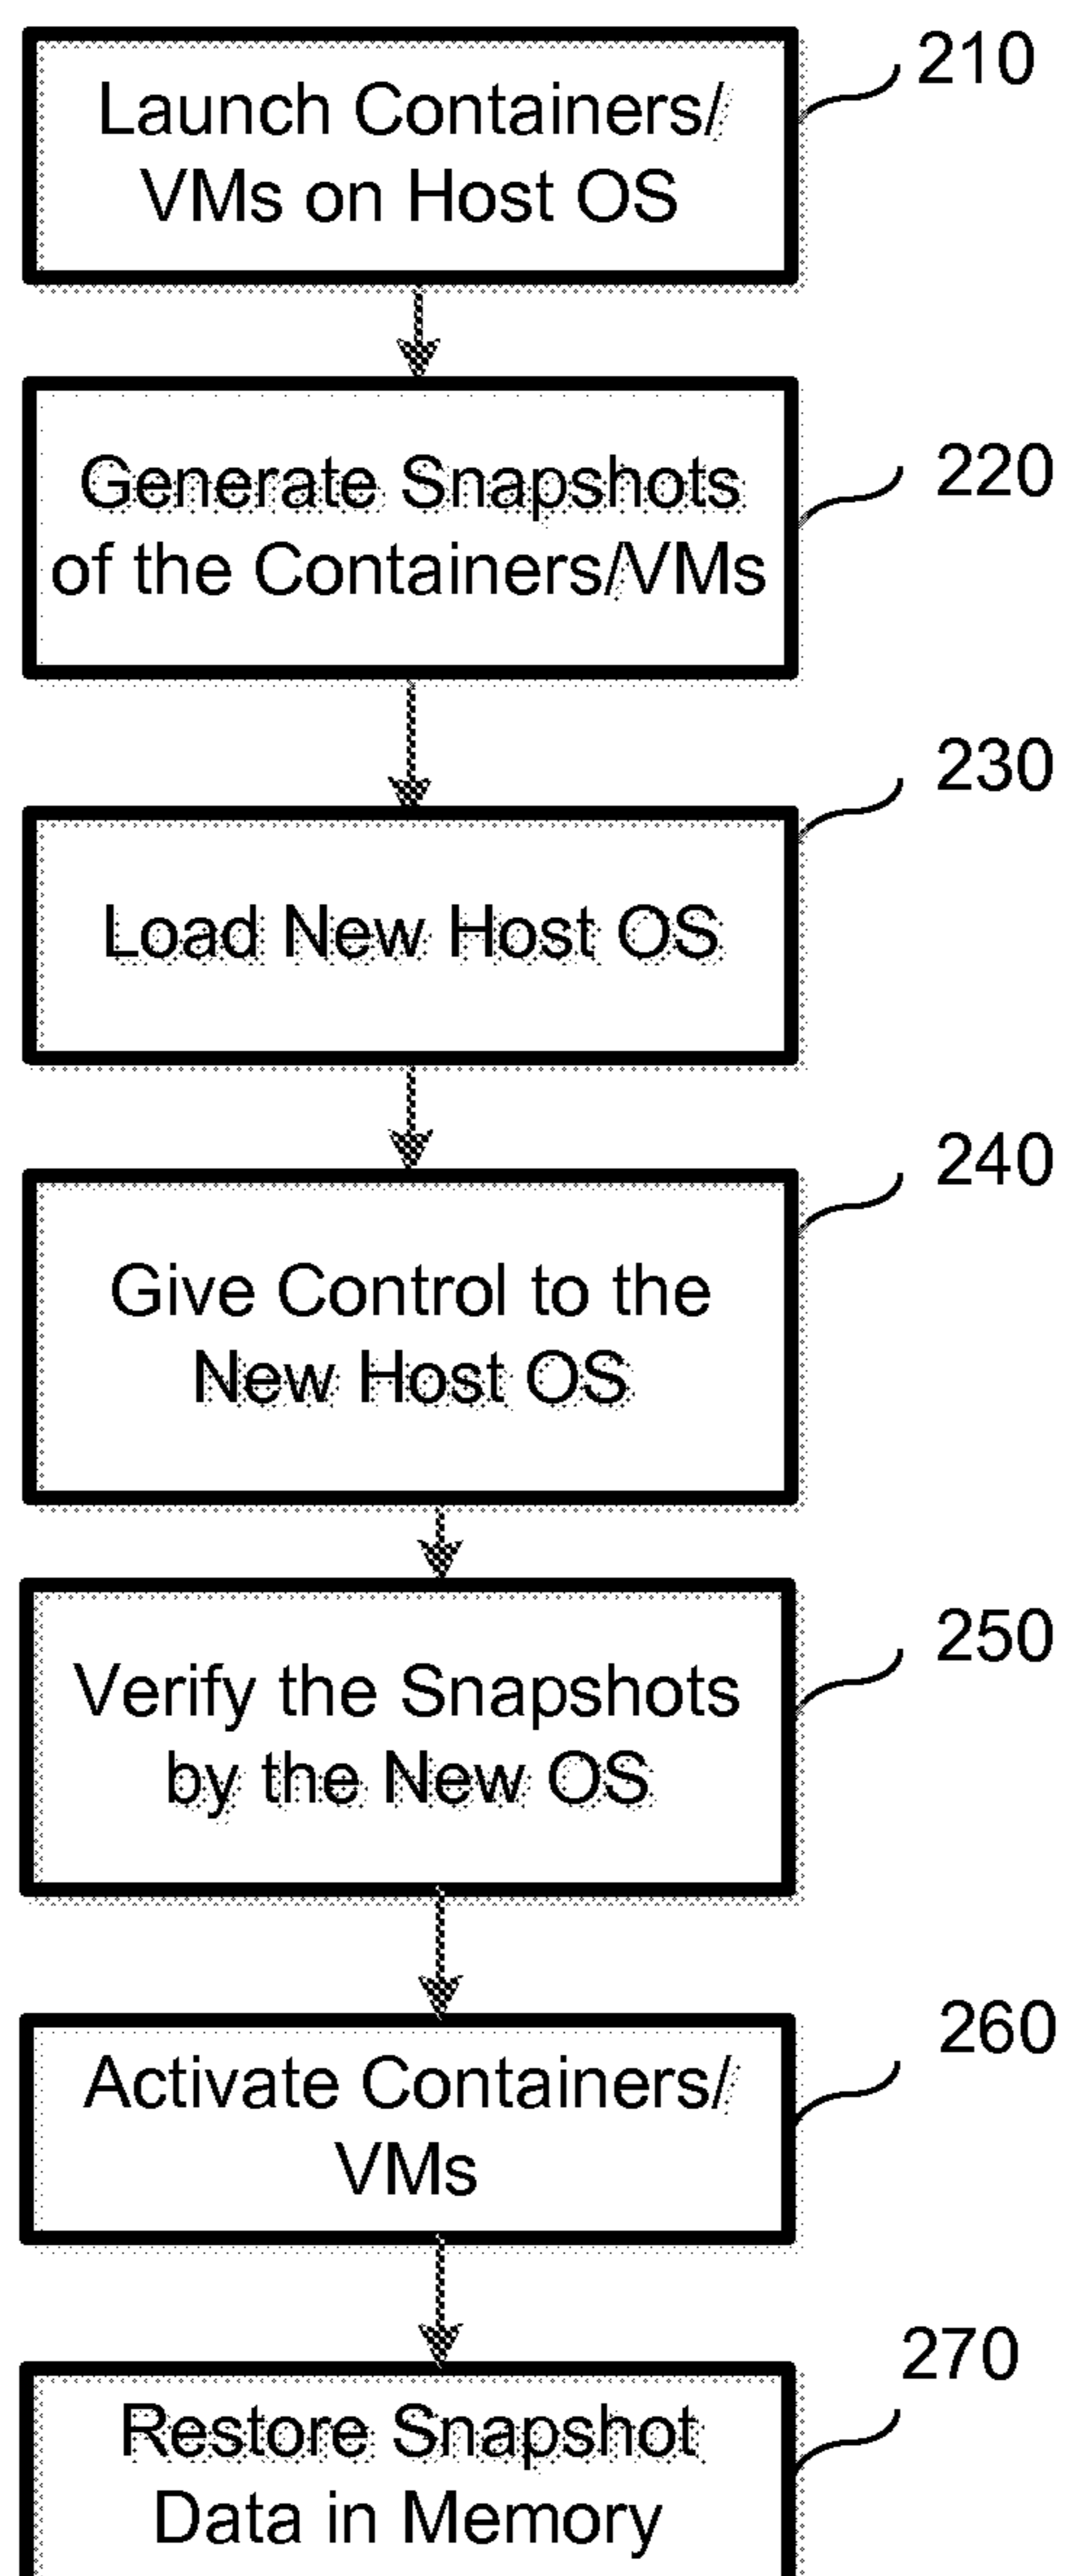 210
Launch Containers/
VMs on Host OS
220
Generate Snapshots
of the Containers/VMs
230
Load New Host OS
240
Give Control to the
New Host OS
250
Verify the Snapshots
by the New OS
260
Activate Containers/
VMs
270
Restore Snapshot
Data in Memory